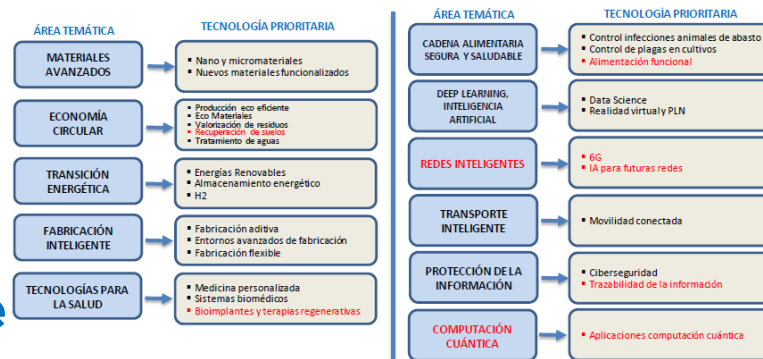 ÁREA TEMÁTICA
TECNOLOGÍA PRIORITARIA
MATERIALES
AVANZADOS
Nano y micromateriales
Nuevos materiales funcionalizados
ECONOMÍA
CIRCULAR
Producción eco eficiente
Eco Materiales
Valorización de residuos
Recuperación de suelos
Tratamiento de aguas
TRANSICIÓN
ENERGÉTICA
Energías Renovables
Almacenamiento energético
H2
FABRICACIÓN
INTELIGENTE
Fabricación aditiva
Entornos avanzados de fabricación
Fabricación flexible
TECNOLOGÍAS PARA
LA SALUD
Medicina personalizada
Sistemas biomédicos
Bioimplantes y terapias regenerativas
e
ÁREA TEMÁTICA
TECNOLOGÍA PRIORITARIA
CADENA ALIMENTARIA
SEGURA Y SALUDABLE
Control infecciones animales de abasto
Control de plagas en cultivos
Alimentación funcional
DEEP LEARNING,
INTELIGENCIA
ARTIFICIAL
Data Science
Realidad virtual y PLN
REDES INTELIGENTES
6G
IA para futuras redes
TRANSPORTE
INTELIGENTE
Movilidad conectada
PROTECCIÓN DE LA
INFORMACIÓN
Ciberseguridad
Trazabilidad de la información
COMPUTACIÓN
CUÁNTICA
Aplicaciones computación cuántica